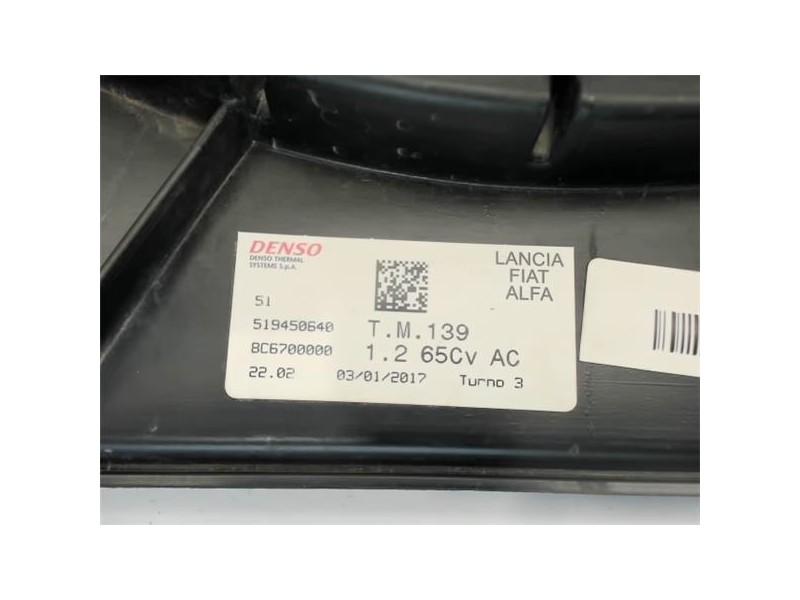 DENSO
DENSO THERMAL
SYSTEMS S.p.A.
LANCIA
FIAT
ALFA
51
519450640
T.M.139
BC6700000
1.2 65Cv AC
22.02
03/01/2017
Turno 3